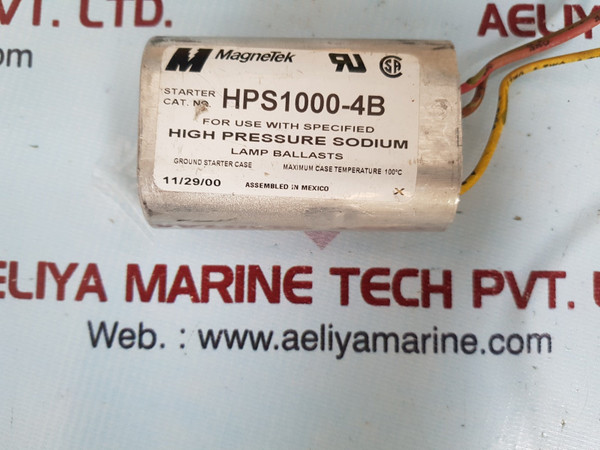 VT. LTD.
AELIYA MARI
MagneTek
STARTER
CAT. NO. HPS1000-4B
FOR USE WITH SPECIFIED
HIGH PRESSURE SODIUM
LAMP BALLASTS
GROUND STARTER CASE MAXIMUM CASE TEMPERATURE 100°C
11/29/00 ASSEMBLED IN MEXICO X
AELIYA MARINE TECH PVT. L
Web. : www.aeliyamarine.com